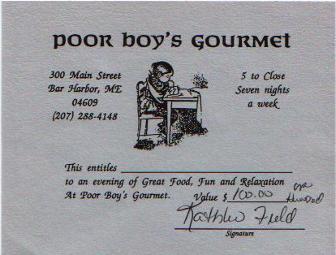 POOR BOY'S GOURMET
300 Main Street
Bar Harbor, ME
04609
(207) 288-4148
5 to Close
Seven nights
a week
This entitles
to an evening of Great Food, Fun and Relaxation
At Poor Boy's Gourmet. Value $ 100.00 one
hundred
Field
Signature